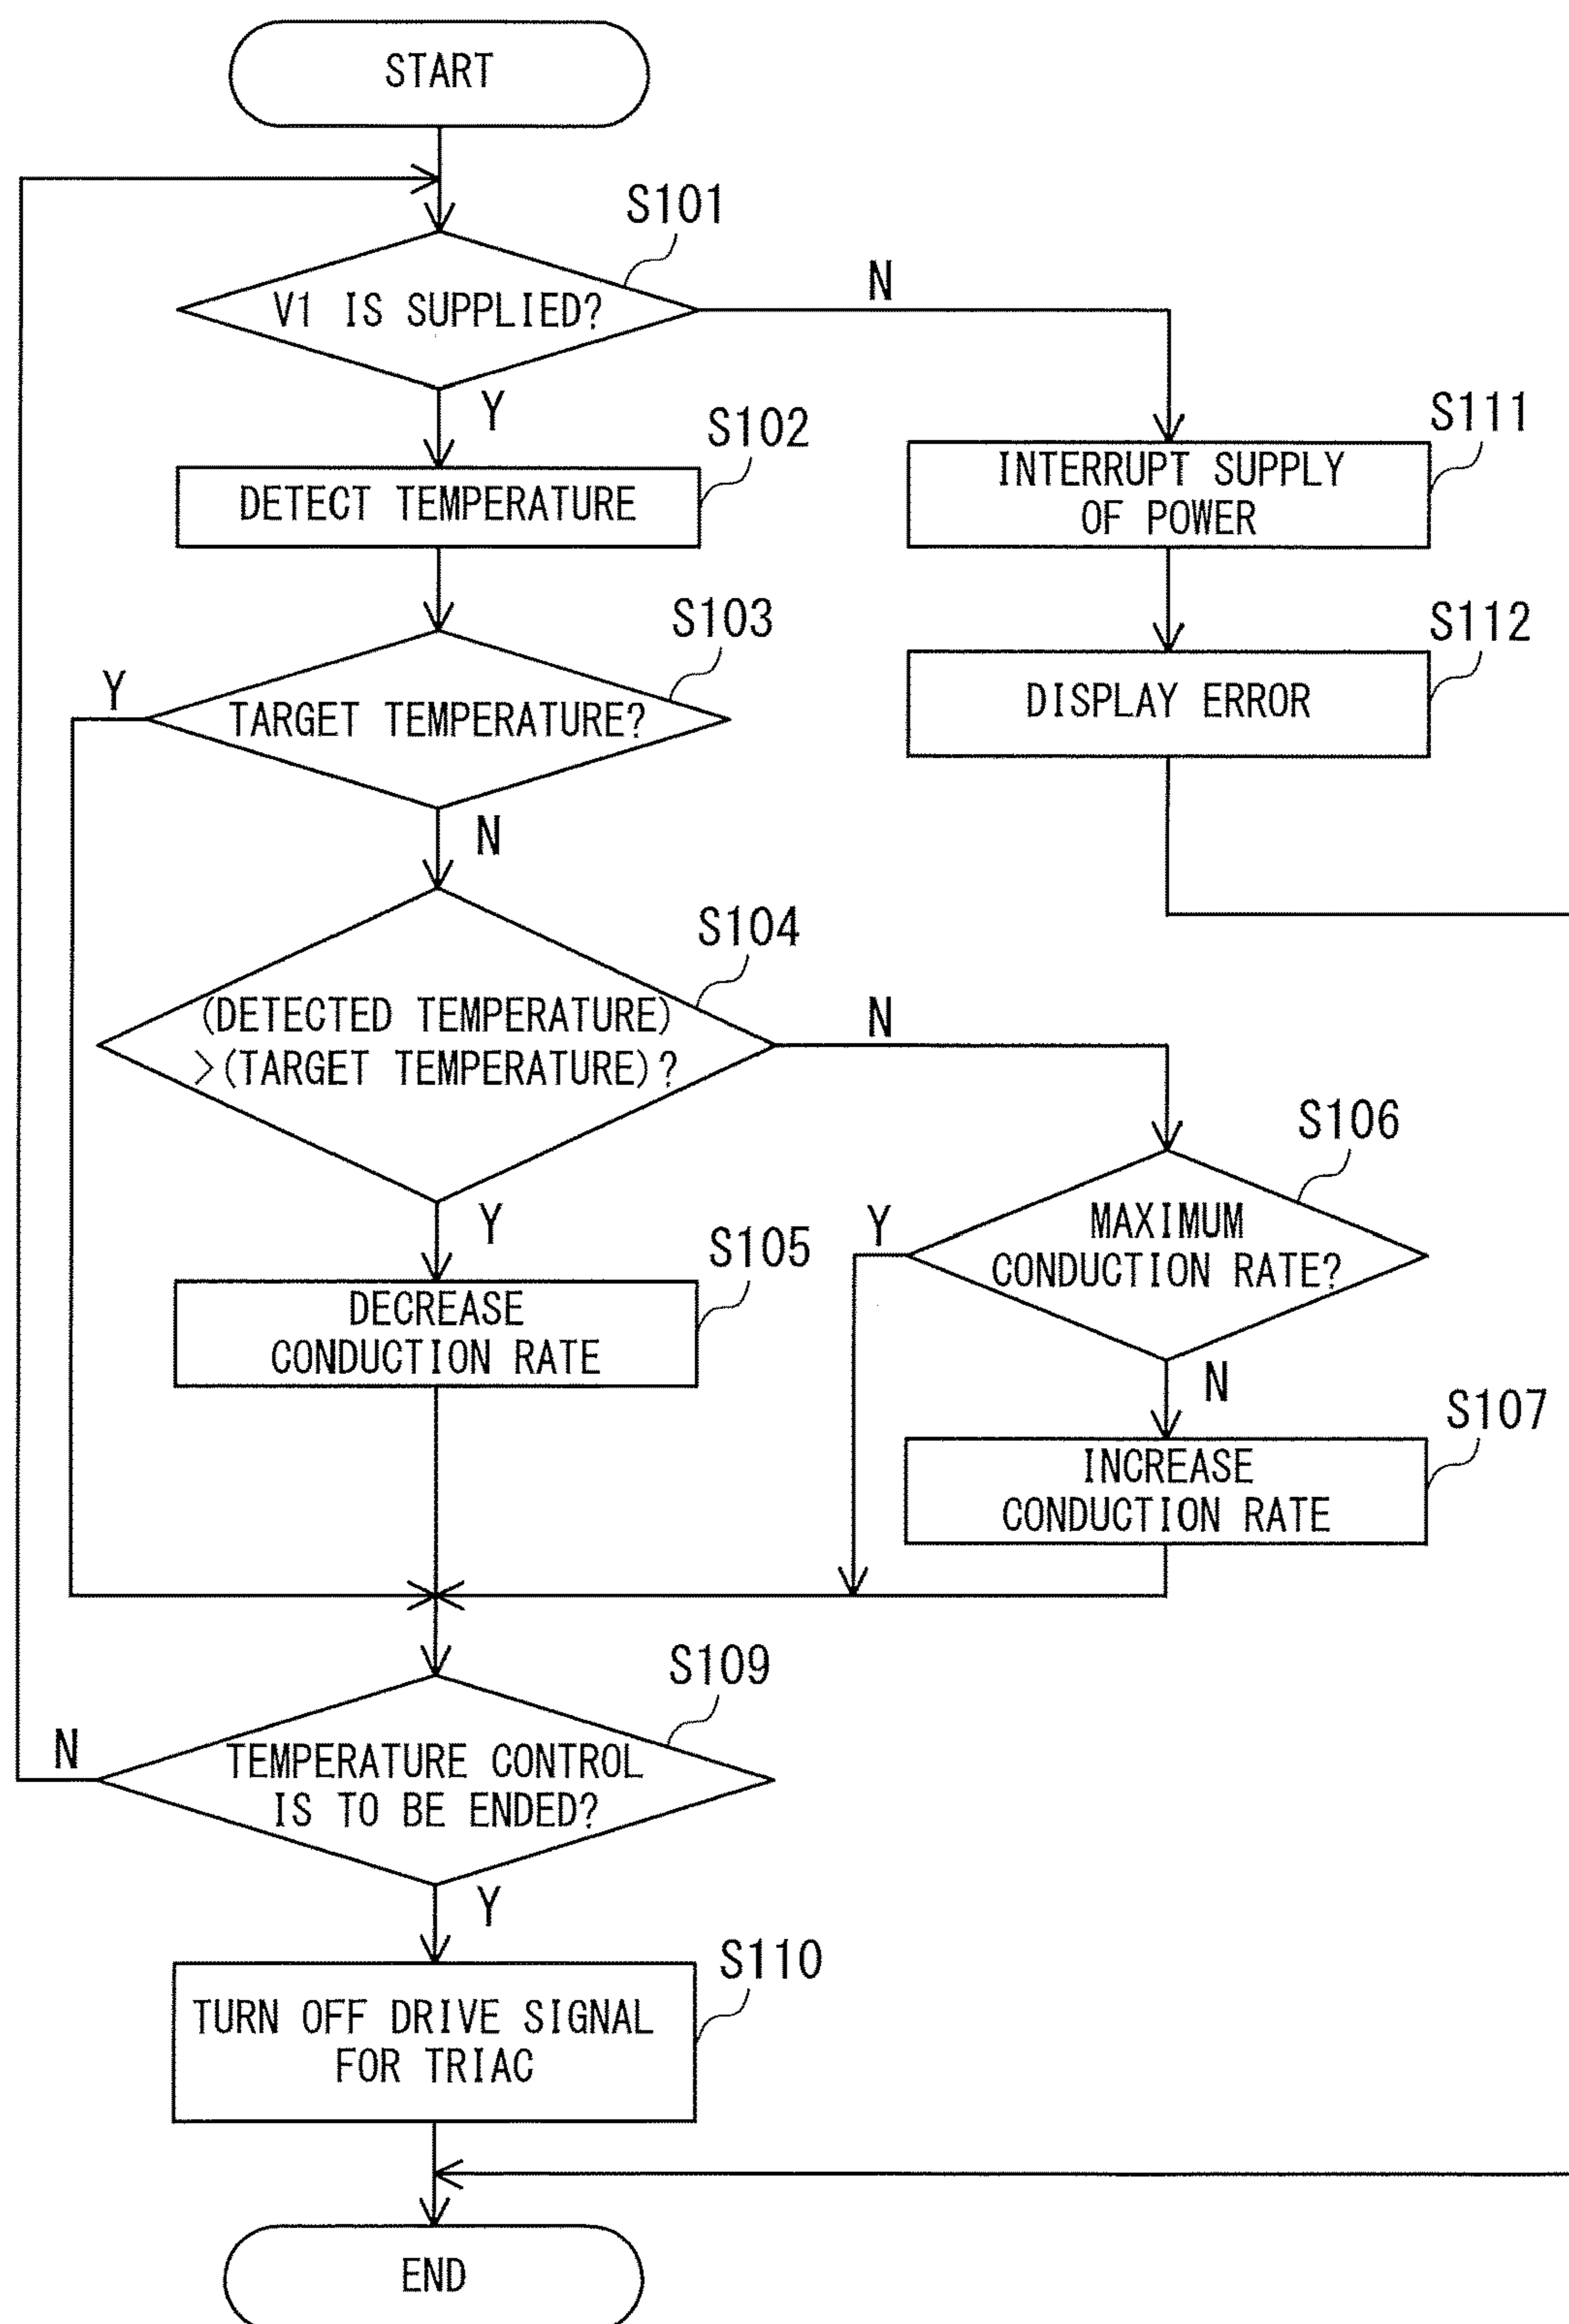 START
S101
V1 IS SUPPLIED?
N
Y
S102
DETECT TEMPERATURE
S111
INTERRUPT SUPPLY
OF POWER
S103
Y
TARGET TEMPERATURE?
N
S112
DISPLAY ERROR
S104
(DETECTED TEMPERATURE)
>(TARGET TEMPERATURE)?
N
Y
S106
Y
MAXIMUM
CONDUCTION RATE?
N
S105
DECREASE
CONDUCTION RATE
S107
INCREASE
CONDUCTION RATE
S109
N
TEMPERATURE CONTROL
IS TO BE ENDED?
Y
S110
TURN OFF DRIVE SIGNAL
FOR TRIAC
END